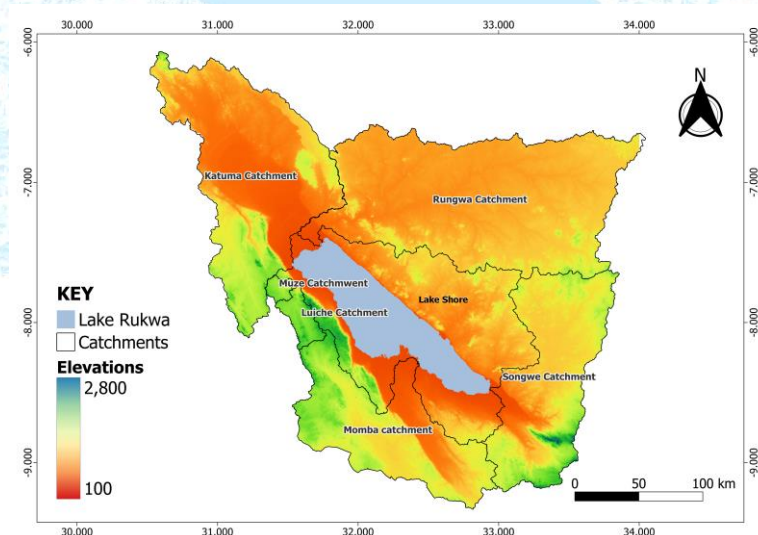 30.000 31.000 32.000 33.000 34.000
-6.000 -6.000
N
Katuma Catchment
-7.000 -7.000
Rungwa Catchment
Muze Catchmwent
Lake Shore
Luiche Catchment
-8.000 -8.000
KEY
Lake Rukwa
Catchments
Elevations
2,800
100
Songwe Catchment
Momba catchment
-9.000 -9.000
0 50 100 km
30.000 31.000 32.000 33.000 34.000